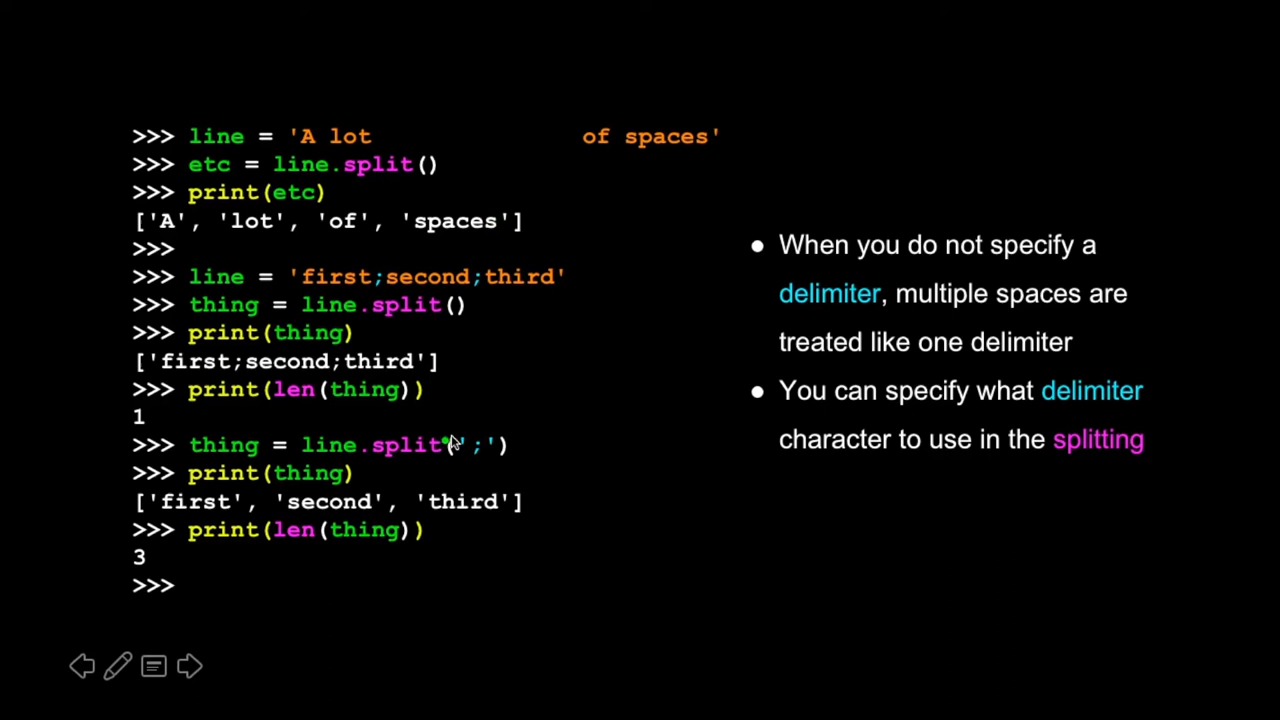 >>> line = 'A lot               of spaces'
>>> etc = line.split()
>>> print(etc)
['A', 'lot', 'of', 'spaces']
>>>
>>> line = 'first;second;third'
>>> thing = line.split()
>>> print(thing)
['first;second;third']
>>> print(len(thing))
1
>>> thing = line.split(';')
>>> print(thing)
['first', 'second', 'third']
>>> print(len(thing))
3
>>>
● When you do not specify a
delimiter, multiple spaces are
treated like one delimiter
● You can specify what delimiter
character to use in the splitting